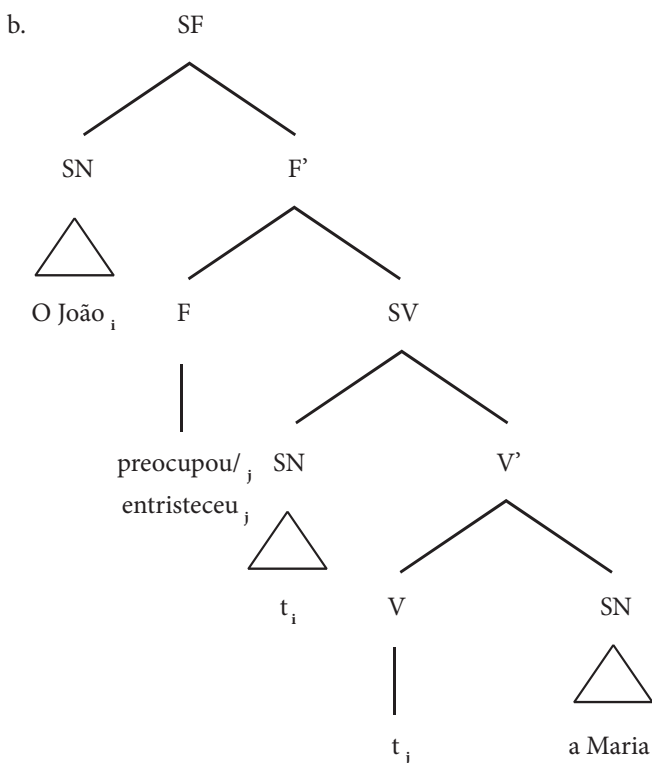 b. SF
SN F’
O João i F SV
preocupou/ j SN V’
entristeceu j
t i V SN
t j a Maria